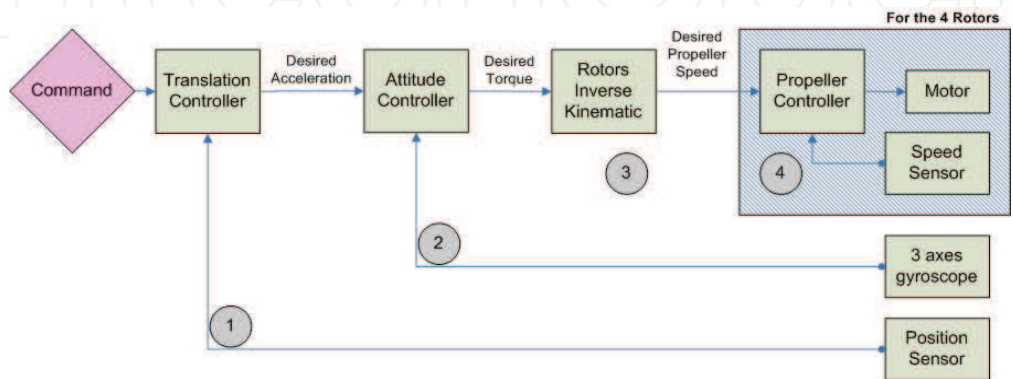 For the 4 Rotors
Command
Translation
Controller
Desired
Acceleration
Attitude
Controller
Desired
Torque
Rotors
Inverse
Kinematic
Desired
Propeller
Speed
Propeller
Controller
Motor
Speed
Sensor
3
4
2
3 axes
gyroscope
1
Position
Sensor